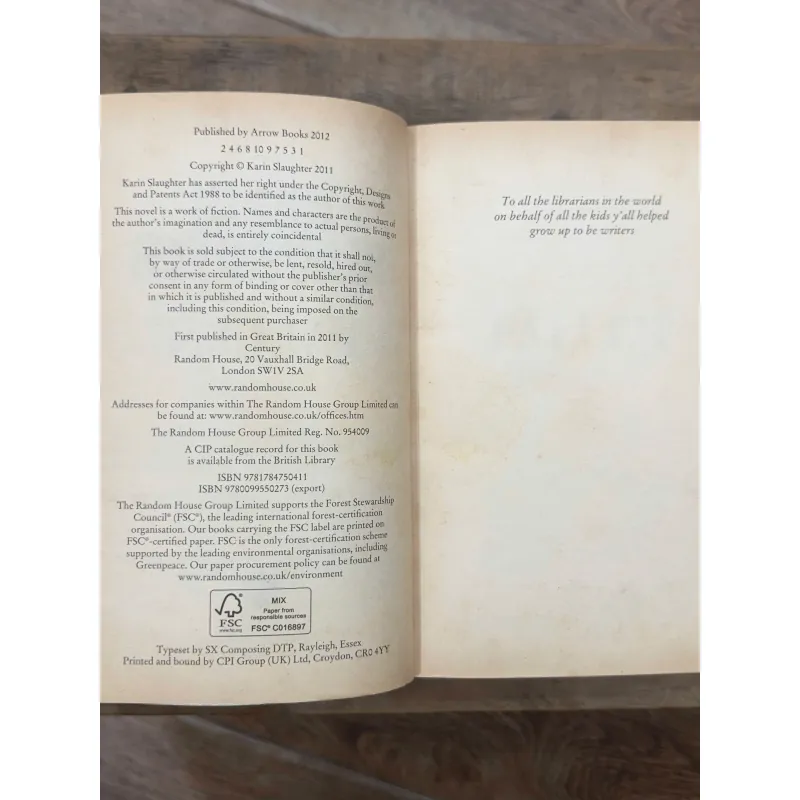 Published by Arrow Books 2012
2 4 6 8 10 9 7 5 3 1
Copyright © Karin Slaughter 2011
Karin Slaughter has asserted her right under the Copyright, Designs
and Patents Act 1988 to be identified as the author of this work
This novel is a work of fiction. Names and characters are the product of
the author's imagination and any resemblance to actual persons, living or
dead, is entirely coincidental
This book is sold subject to the condition that it shall not,
by way of trade or otherwise, be lent, resold, hired out,
or otherwise circulated without the publisher's prior
consent in any form of binding or cover other than that
in which it is published and without a similar condition,
including this condition, being imposed on the
subsequent purchaser
First published in Great Britain in 2011 by
Century
Random House, 20 Vauxhall Bridge Road,
London SW1V 2SA
www.randomhouse.co.uk
Addresses for companies within The Random House Group Limited can
be found at: www.randomhouse.co.uk/offices.htm
The Random House Group Limited Reg. No. 954009
A CIP catalogue record for this book
is available from the British Library
ISBN 9781784750411
ISBN 9780099550273 (export)
The Random House Group Limited supports the Forest Stewardship
Council® (FSC®), the leading international forest-certification
organisation. Our books carrying the FSC label are printed on
FSC®-certified paper. FSC is the only forest-certification scheme
supported by the leading environmental organisations, including
Greenpeace. Our paper procurement policy can be found at
www.randomhouse.co.uk/environment
FSC
www.fsc.org
MIX
Paper from
responsible sources
FSC® C016897
Typeset by SX Composing DTP, Rayleigh, Essex
Printed and bound by CPI Group (UK) Ltd, Croydon, CR0 4YY
To all the librarians in the world
on behalf of all the kids y'all helped
grow up to be writers